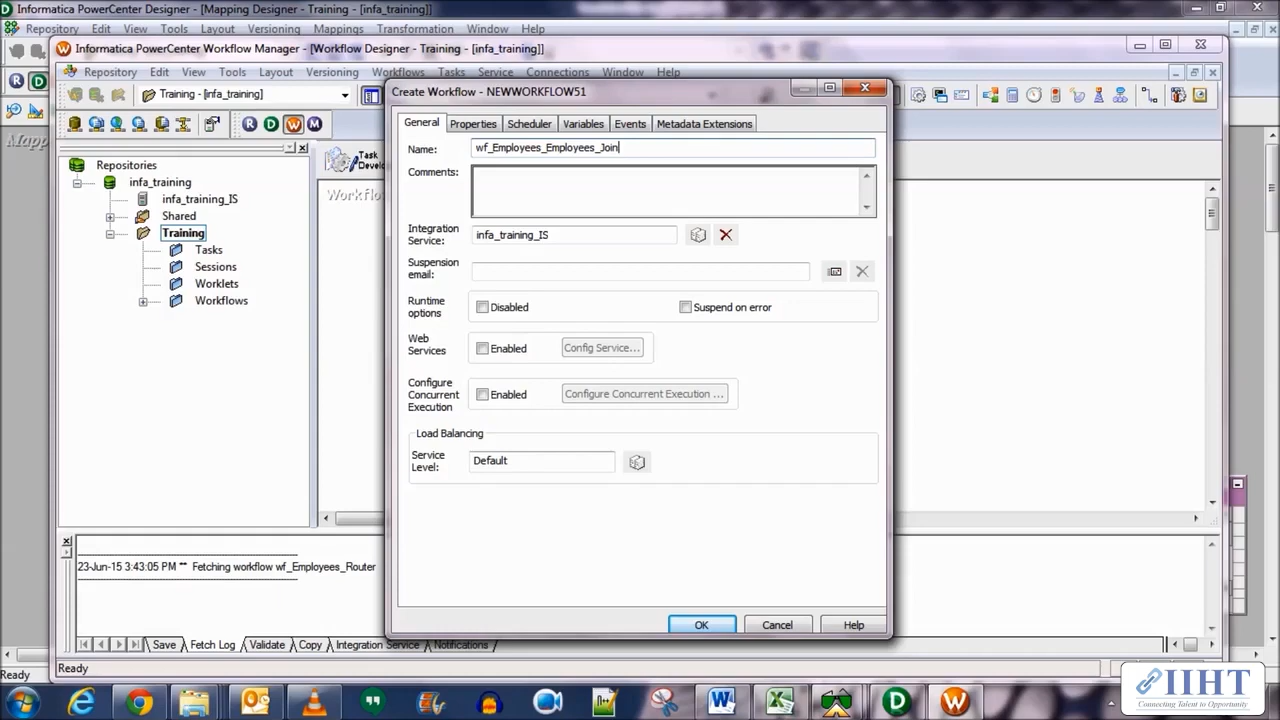 Informatica PowerCenter Designer - [Mapping Designer - Training - [infa_training]]
Repository Edit View Tools Layout Versioning Mappings Transformation Window Help
Informatica PowerCenter Workflow Manager - [Workflow Designer - Training - [infa_training]]
Repository Edit View Tools Layout Versioning Workflows Tasks Service Connections Window Help
Training - [infa_training]
Create Workflow - NEWWORKFLOW51
General Properties Scheduler Variables Events Metadata Extensions
Name: wf_Employees_Employees_Join
Comments:
Integration
Service:
infa_training_IS
Suspension
email:
Runtime
options
Disabled
Suspend on error
Web
Services
Enabled
Config Service...
Configure
Concurrent
Execution
Enabled
Configure Concurrent Execution ...
Load Balancing
Service
Level:
Default
OK Cancel Help
Repositories
infa_training
infa_training_IS
Shared
Training
Tasks
Sessions
Worklets
Workflows
Task
23-Jun-15 3:43:05 PM ** Fetching workflow wf_Employees_Router
Save Fetch Log Validate Copy Integration Service Notifications
Ready
Ready
IIHT
Connecting Talent to Opportunity